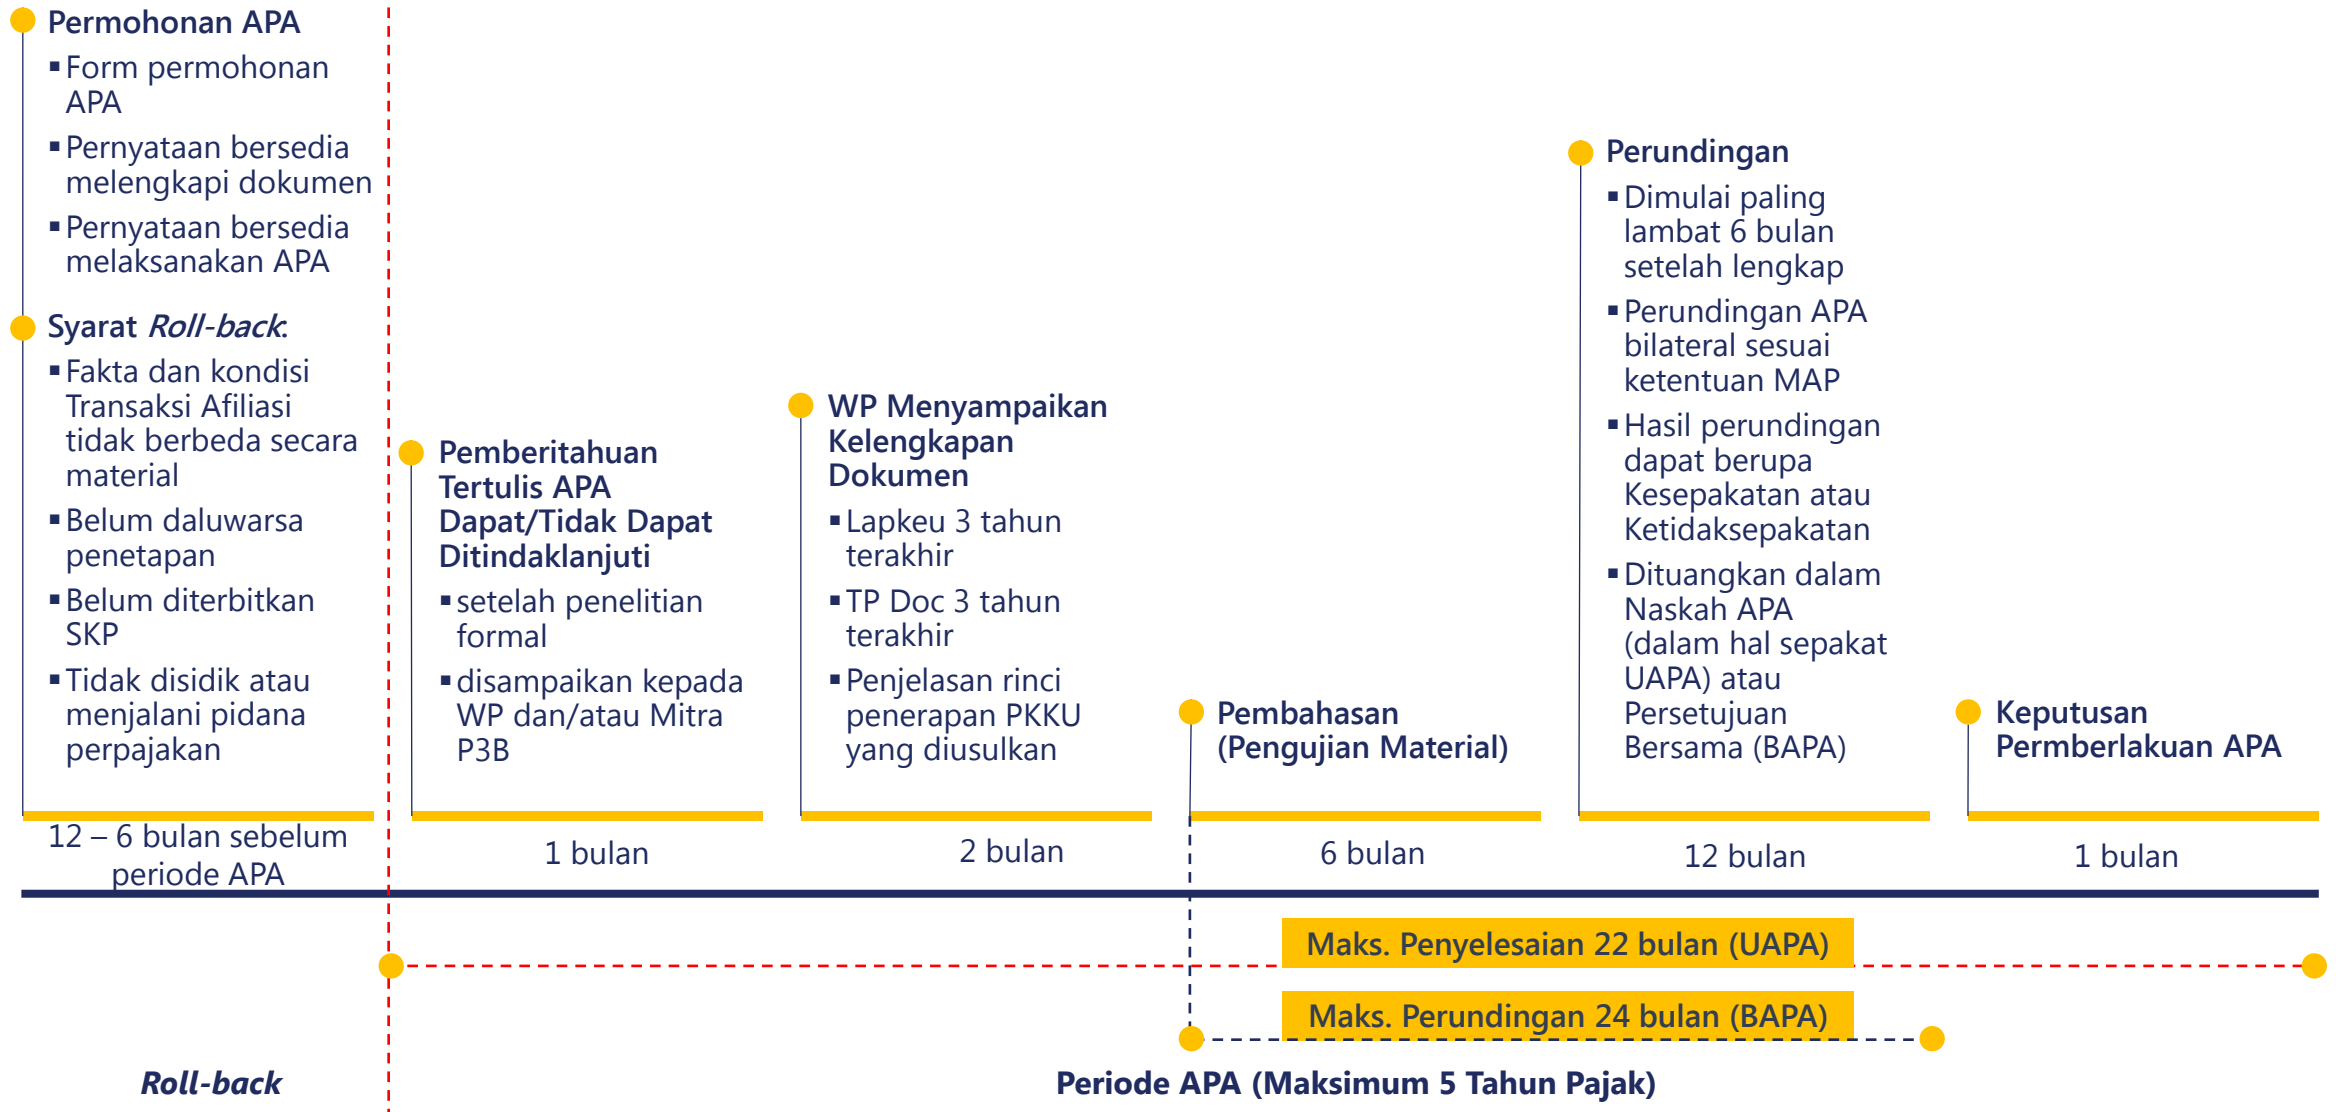 Permohonan APA
▪Form permohonan
APA
▪Pernyataan bersedia
melengkapi dokumen
▪Pernyataan bersedia
melaksanakan APA
Syarat Roll-back:
▪Fakta dan kondisi
Transaksi Afiliasi
tidak berbeda secara
material
▪Belum daluwarsa
penetapan
▪Belum diterbitkan
SKP
▪Tidak disidik atau
menjalani pidana
perpajakan
12 – 6 bulan sebelum
periode APA
Pemberitahuan
Tertulis APA
Dapat/Tidak Dapat
Ditindaklanjuti
▪setelah penelitian
formal
▪disampaikan kepada
WP dan/atau Mitra
P3B
1 bulan
WP Menyampaikan
Kelengkapan
Dokumen
▪Lapkeu 3 tahun
terakhir
▪TP Doc 3 tahun
terakhir
▪Penjelasan rinci
penerapan PKKU
yang diusulkan
2 bulan
Pembahasan
(Pengujian Material)
6 bulan
Perundingan
▪Dimulai paling
lambat 6 bulan
setelah lengkap
▪Perundingan APA
bilateral sesuai
ketentuan MAP
▪Hasil perundingan
dapat berupa
Kesepakatan atau
Ketidaksepakatan
▪Dituangkan dalam
Naskah APA
(dalam hal sepakat
UAPA) atau
Persetujuan
Bersama (BAPA)
12 bulan
Keputusan
Permberlakuan APA
1 bulan
Maks. Penyelesaian 22 bulan (UAPA)
Maks. Perundingan 24 bulan (BAPA)
Roll-back
Periode APA (Maksimum 5 Tahun Pajak)